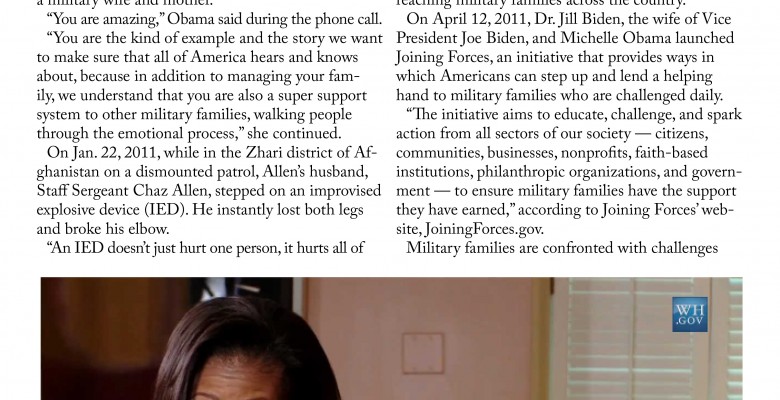 a military wife and mother.
“You are amazing,” Obama said during the phone call.
“You are the kind of example and the story we want
to make sure that all of America hears and knows
about, because in addition to managing your fam-
ily, we understand that you are also a super support
system to other military families, walking people
through the emotional process,” she continued.
On Jan. 22, 2011, while in the Zhari district of Af-
ghanistan on a dismounted patrol, Allen’s husband,
Staff Sergeant Chaz Allen, stepped on an improvised
explosive device (IED). He instantly lost both legs
and broke his elbow.
“An IED doesn’t just hurt one person, it hurts all of
reaching military families across the country.
On April 12, 2011, Dr. Jill Biden, the wife of Vice
President Joe Biden, and Michelle Obama launched
Joining Forces, an initiative that provides ways in
which Americans can step up and lend a helping
hand to military families who are challenged daily.
“The initiative aims to educate, challenge, and spark
action from all sectors of our society — citizens,
communities, businesses, nonprofits, faith-based
institutions, philanthropic organizations, and govern-
ment — to ensure military families have the support
they have earned,” according to Joining Forces’ web-
site, JoiningForces.gov.
Military families are confronted with challenges
WH
.GOV